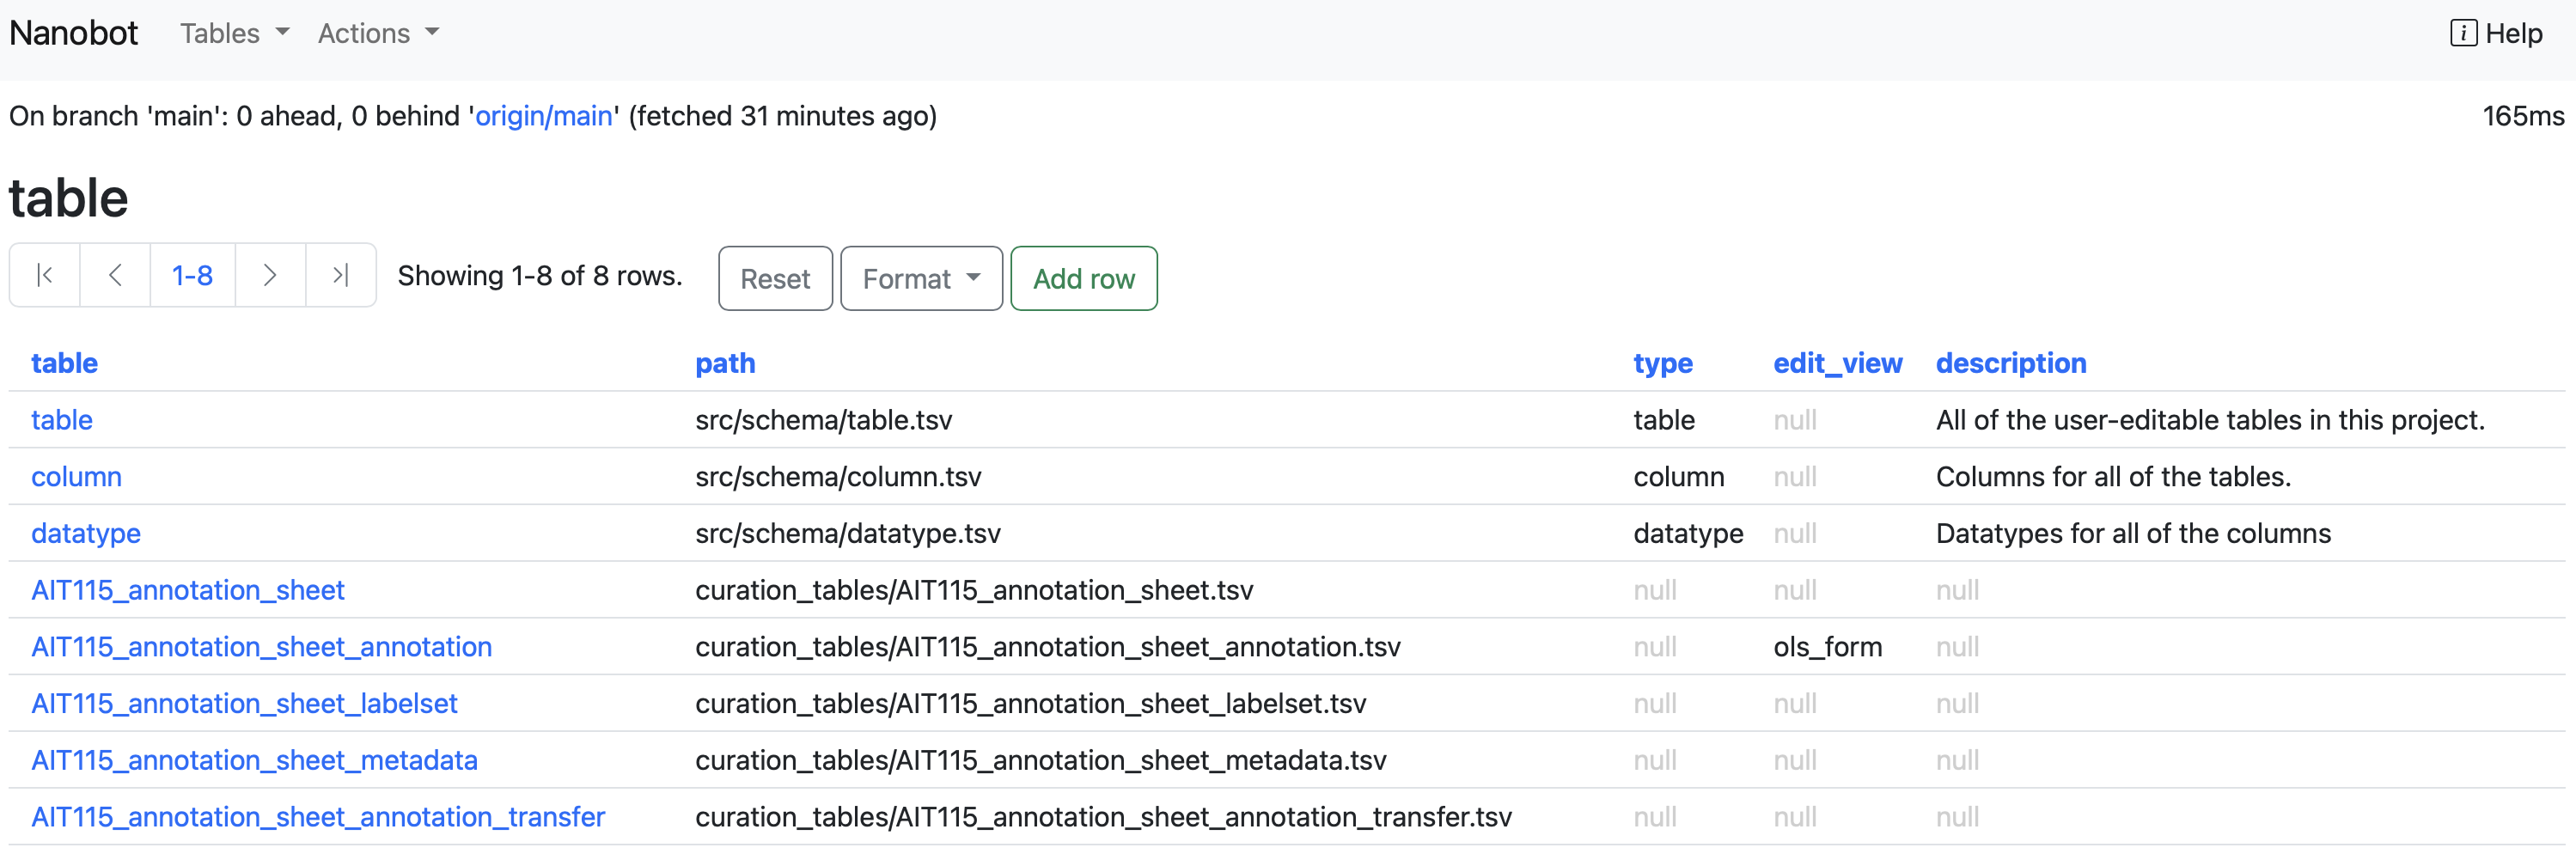 Nanobot Tables Actions Help
On branch 'main': 0 ahead, 0 behind 'origin/main' (fetched 31 minutes ago) 165ms
table
1-8 Showing 1-8 of 8 rows. Reset Format Add row
table path type edit_view description
table src/schema/table.tsv table null All of the user-editable tables in this project.
column src/schema/column.tsv column null Columns for all of the tables.
datatype src/schema/datatype.tsv datatype null Datatypes for all of the columns
AIT115_annotation_sheet curation_tables/AIT115_annotation_sheet.tsv null null null
AIT115_annotation_sheet_annotation curation_tables/AIT115_annotation_sheet_annotation.tsv null ols_form null
AIT115_annotation_sheet_labelset curation_tables/AIT115_annotation_sheet_labelset.tsv null null null
AIT115_annotation_sheet_metadata curation_tables/AIT115_annotation_sheet_metadata.tsv null null null
AIT115_annotation_sheet_annotation_transfer curation_tables/AIT115_annotation_sheet_annotation_transfer.tsv null null null